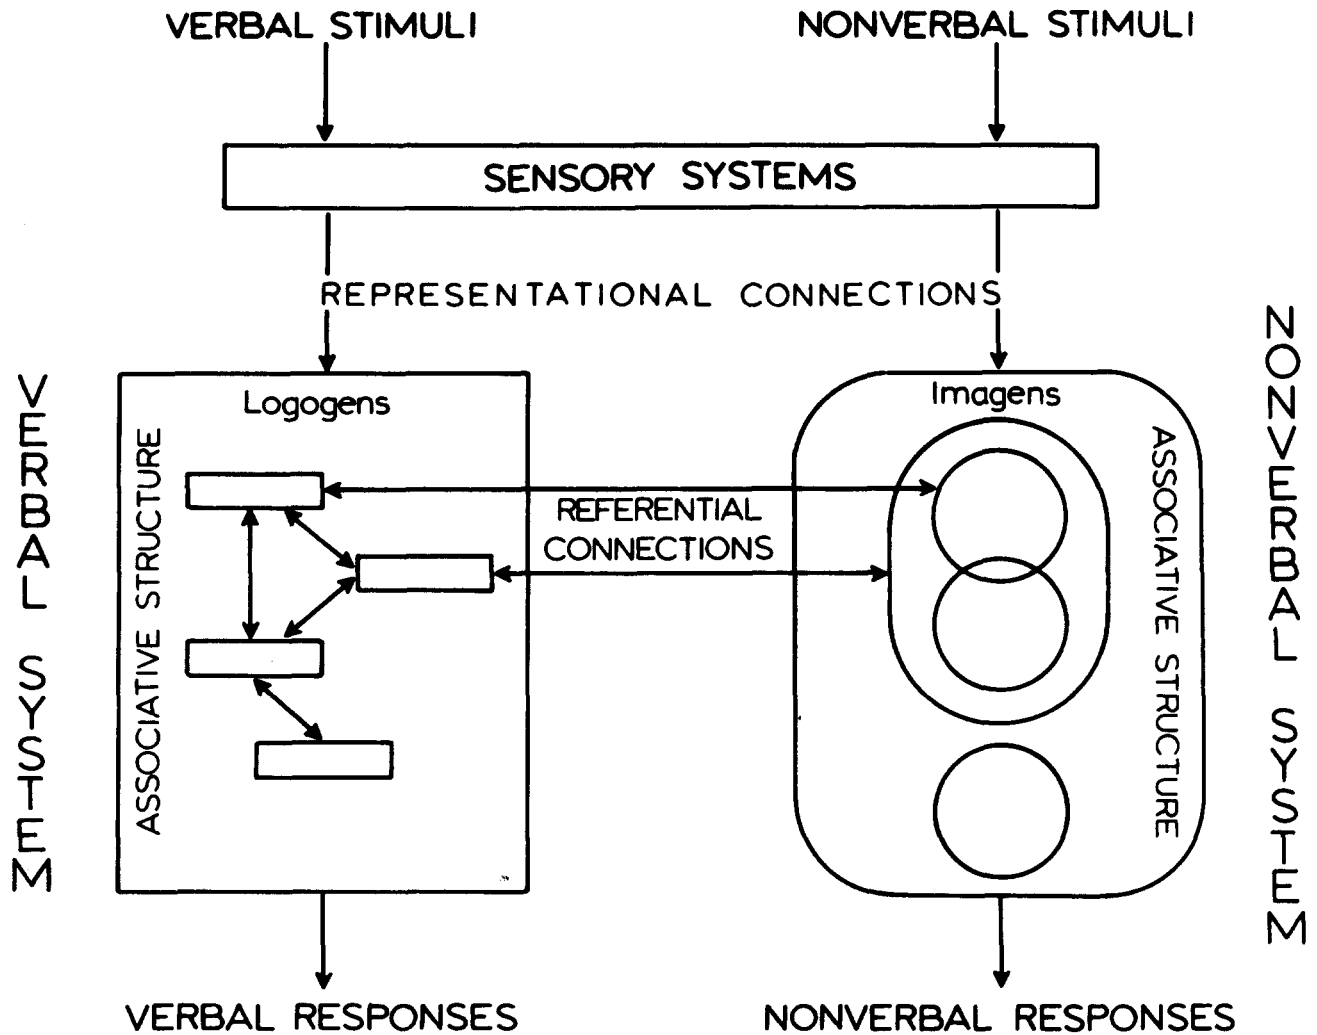 VERBAL STIMULI
NONVERBAL STIMULI
SENSORY SYSTEMS
REPRESENTATIONAL CONNECTIONS
VERBAL SYSTEM
Logogens
ASSOCIATIVE STRUCTURE
REFERENTIAL
CONNECTIONS
Imagens
ASSOCIATIVE STRUCTURE
NONVERBAL SYSTEM
VERBAL RESPONSES
NONVERBAL RESPONSES